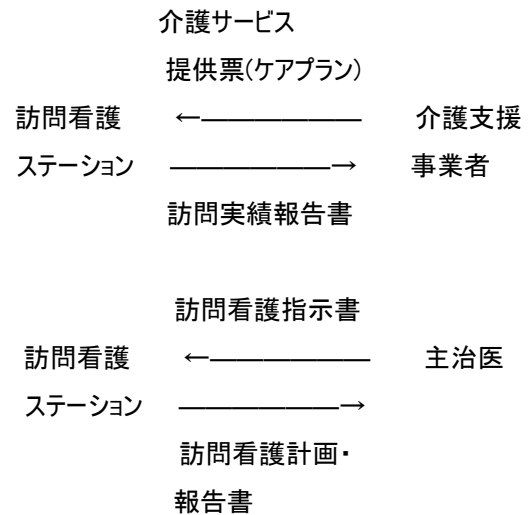 介護サービス
提供票(ケアプラン)
訪問看護 ←―――――― 介護支援
ステーション ――――――→ 事業者
訪問実績報告書
訪問看護指示書
訪問看護 ←―――――― 主治医
ステーション ――――――→
訪問看護計画・
報告書